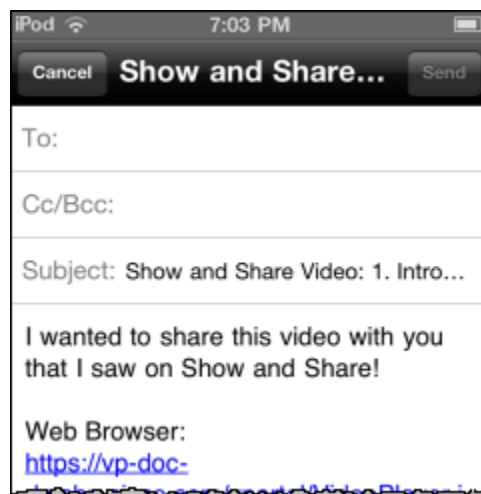 iPod 7:03 PM
Cancel Show and Share... Send
To:
Cc/Bcc:
Subject: Show and Share Video: 1. Intro...
I wanted to share this video with you
that I saw on Show and Share!
Web Browser:
https://vp-doc-